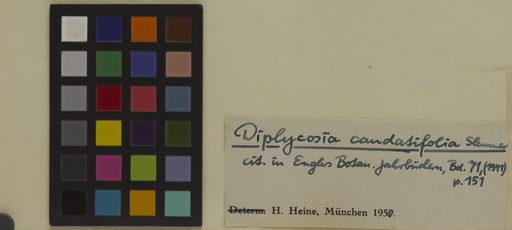 Diplycosia caudatifolia Sleumer
cit. in Englers Botan. Jahrbüchern, Bd. 71, (1941)
p. 151
Determ. H. Heine, München 1950.